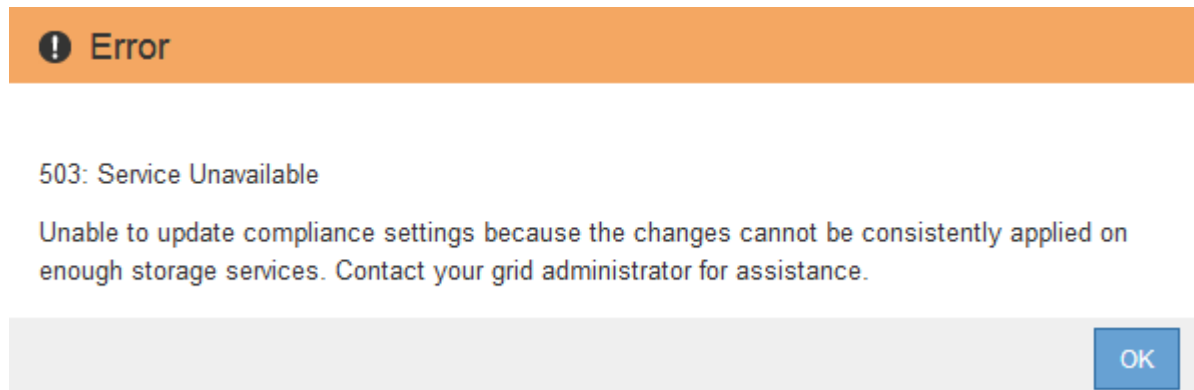 Error
503: Service Unavailable
Unable to update compliance settings because the changes cannot be consistently applied on
enough storage services. Contact your grid administrator for assistance.
OK